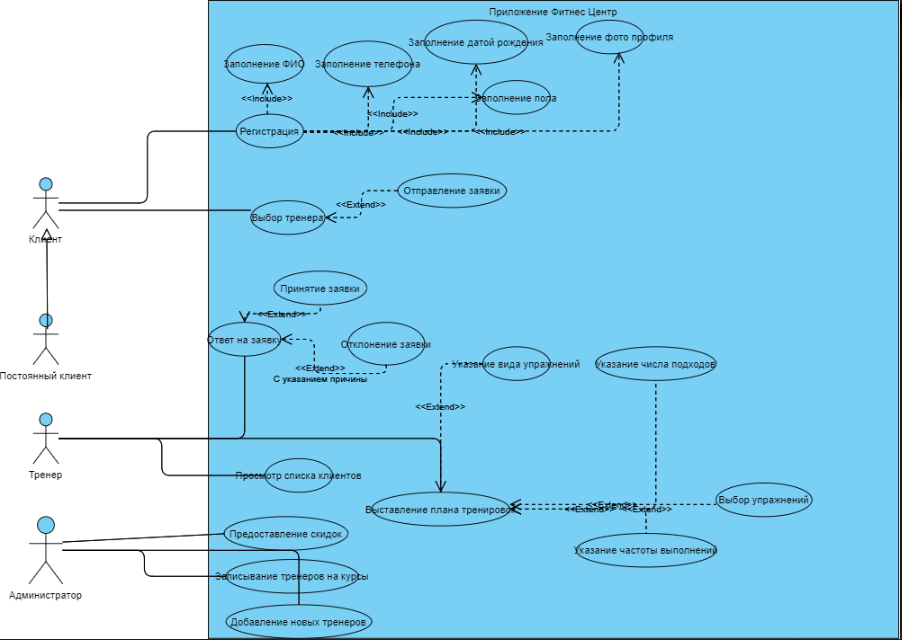 Приложение Фитнес Центр
Заполнение фото профиля
Заполнение датой рождения
Заполнение ФИО
Заполнение телефона
Заполнение пола
<<Include>>
<<Include>>
Регистрация
<<Include>>
<<Include>>
<<Include>>
Отправление заявки
<<Extend>>
Выбор тренера
Клиент
Принятие заявки
<<Extend>>
Ответ на заявку
Отклонение заявки
<<Extend>>
С указанием причины
Указание вида упражнений
Указание числа подходов
Постоянный клиент
<<Extend>>
Тренер
Просмотр списка клиентов
Выбор упражнений
<<Extend>>
Выставление плана тренировок
<<Extend>>
<<Extend>>
Предоставление скидок
Указание частоты выполнений
Записывание тренеров на курсы
Администратор
Добавление новых тренеров